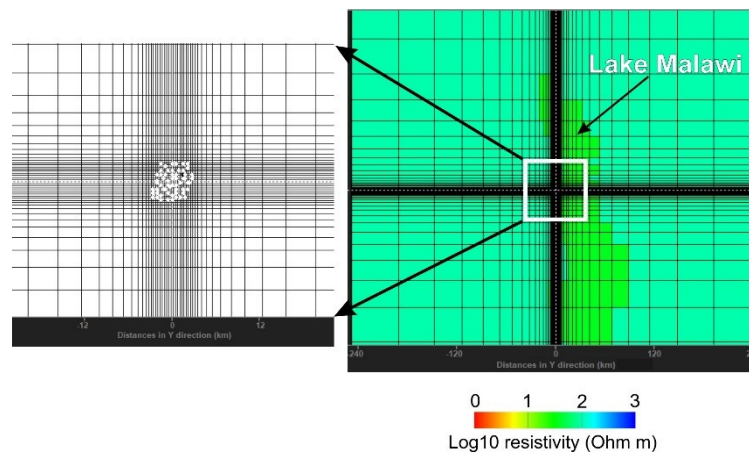 Lake Malawi
-12 0 12
Distances in Y direction (km)
-240 -120 0 120
Distances in Y direction (km)
0 1 2 3
Log10 resistivity (Ohm m)